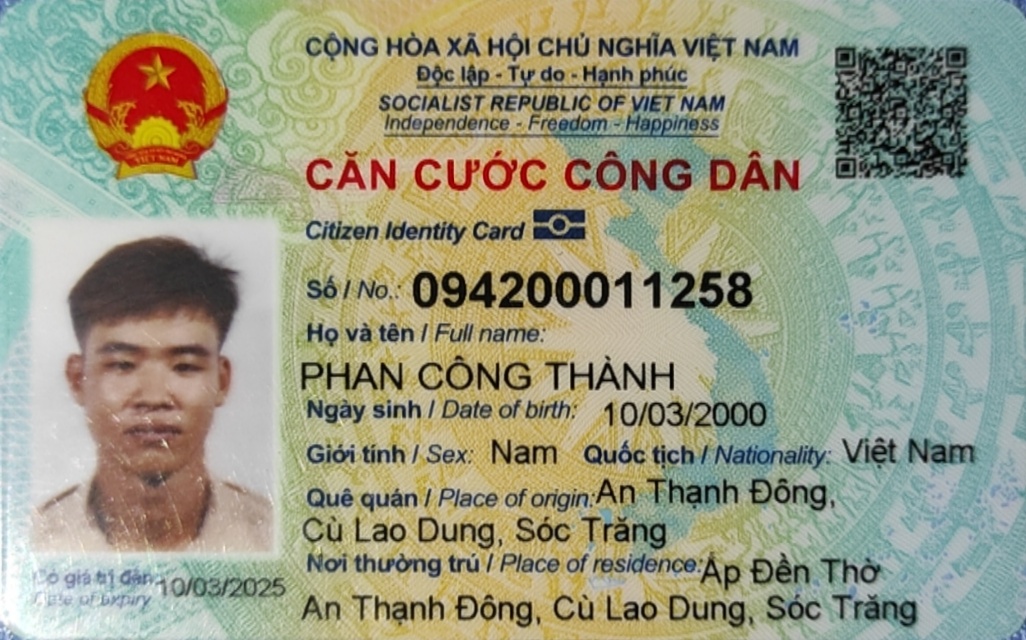 CỘNG HÒA XÃ HỘI CHỦ NGHĨA VIỆT NAM
Độc lập - Tự do - Hạnh phúc
SOCIALIST REPUBLIC OF VIET NAM
Independence - Freedom - Happiness
CĂN CƯỚC CÔNG DÂN
Citizen Identity Card
Số / No.: 094200011258
Họ và tên / Full name:
PHAN CÔNG THÀNH
Ngày sinh / Date of birth: 10/03/2000
Giới tính / Sex: Nam Quốc tịch / Nationality: Việt Nam
Quê quán / Place of origin: An Thạnh Đông,
Cù Lao Dung, Sóc Trăng
Nơi thường trú / Place of residence: Ấp Đền Thờ
An Thạnh Đông, Cù Lao Dung, Sóc Trăng
Có giá trị đến 10/03/2025
Date of expiry
VIỆT NAM